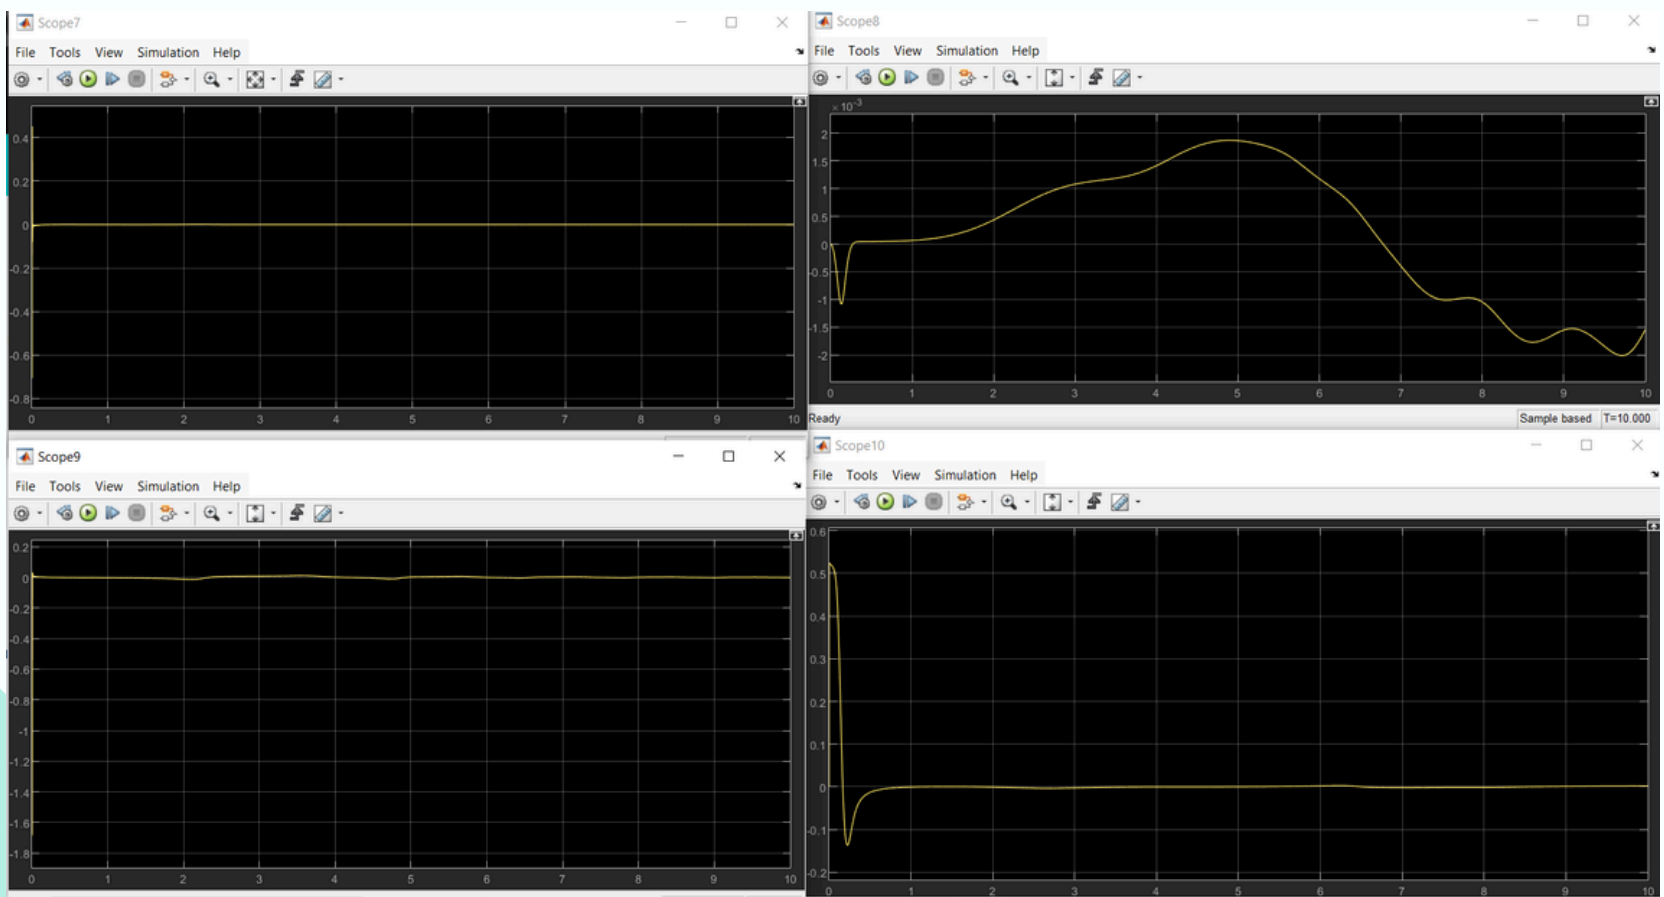 Scope7
File Tools View Simulation Help
0.4
0.2
0
-0.2
-0.4
-0.6
-0.8
0 1 2 3 4 5 6 7 8 9 10
Scope8
File Tools View Simulation Help
×10-3
2
1.5
1
0.5
0
-0.5
-1
-1.5
-2
0 1 2 3 4 5 6 7 8 9 10
Ready Sample based T=10.000
Scope9
File Tools View Simulation Help
0.2
0
-0.2
-0.4
-0.6
-0.8
-1
-1.2
-1.4
-1.6
-1.8
0 1 2 3 4 5 6 7 8 9 10
Scope10
File Tools View Simulation Help
0.6
0.5
0.4
0.3
0.2
0.1
0
-0.1
-0.2
0 1 2 3 4 5 6 7 8 9 10